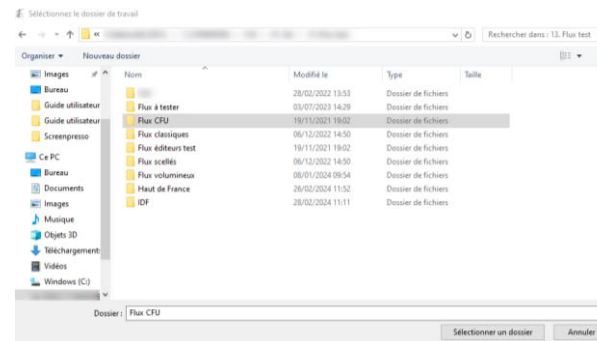 Séléctionnez le dossier de travail
«
Rechercher dans : 13. Flux test
Organiser
Nouveau dossier
Images
Bureau
Guide utilisateur
Guide utilisateur
Screenpresso
Ce PC
Bureau
Documents
Images
Musique
Objets 3D
Téléchargement
Vidéos
Windows (C:)
Nom Modifié le Type Taille
28/02/2022 13:53 Dossier de fichiers
Flux à tester 03/07/2023 14:29 Dossier de fichiers
Flux CFU 19/11/2021 19:02 Dossier de fichiers
Flux classiques 06/12/2022 14:50 Dossier de fichiers
Flux éditeurs test 19/11/2021 19:02 Dossier de fichiers
Flux scellés 06/12/2022 14:50 Dossier de fichiers
Flux volumineux 08/01/2024 09:54 Dossier de fichiers
Haut de France 26/02/2024 11:52 Dossier de fichiers
IDF 26/02/2024 11:11 Dossier de fichiers
Dossier : Flux CFU
Sélectionner un dossier Annuler